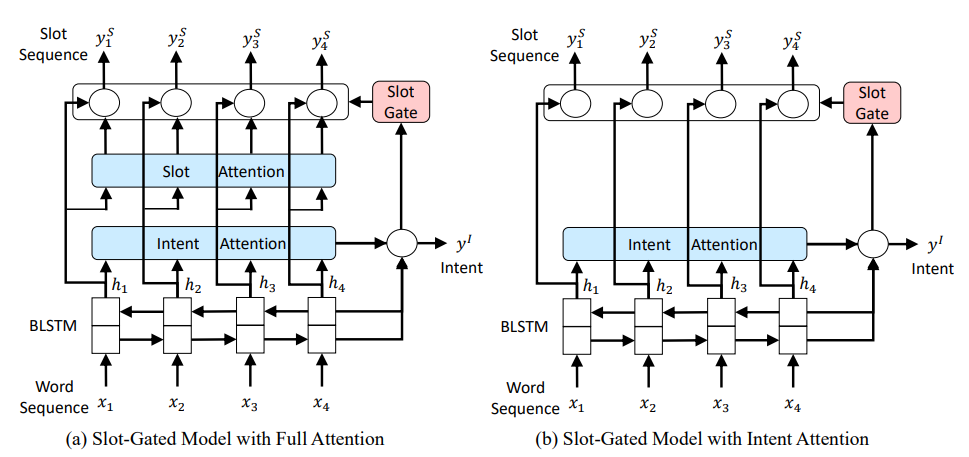 Slot
Sequence
y₁ˢ y₂ˢ y₃ˢ y₄ˢ
Slot
Gate
Slot Attention
Intent Attention
yᴵ
Intent
h₁ h₂ h₃ h₄
BLSTM
Word
Sequence
x₁ x₂ x₃ x₄
(a) Slot-Gated Model with Full Attention
Slot
Sequence
y₁ˢ y₂ˢ y₃ˢ y₄ˢ
Slot
Gate
Intent Attention
yᴵ
Intent
h₁ h₂ h₃ h₄
BLSTM
Word
Sequence
x₁ x₂ x₃ x₄
(b) Slot-Gated Model with Intent Attention